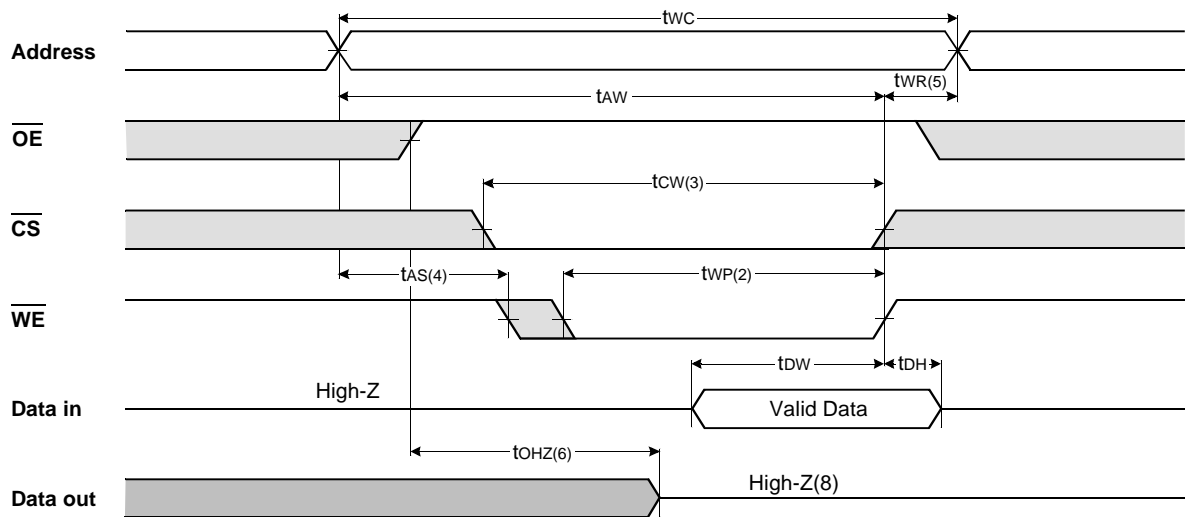 tWC
Address
tWR(5)
tAW
OE
tCW(3)
CS
tAS(4)
tWP(2)
WE
tDW
tDH
High-Z
Data in
Valid Data
tOHZ(6)
High-Z(8)
Data out